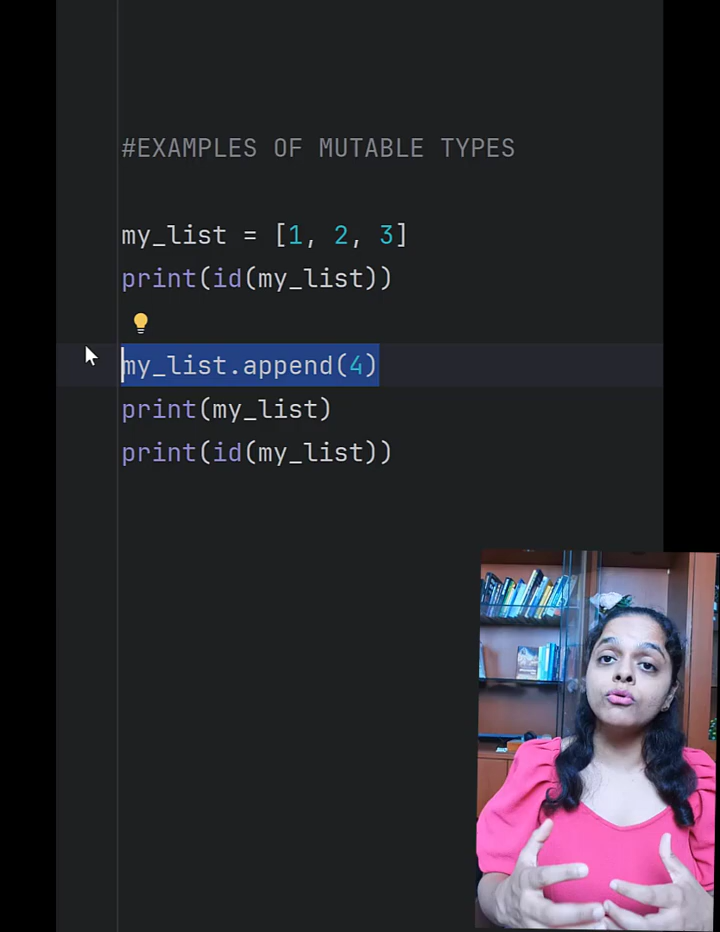 #EXAMPLES OF MUTABLE TYPES
my_list = [1, 2, 3]
print(id(my_list))
my_list.append(4)
print(my_list)
print(id(my_list))